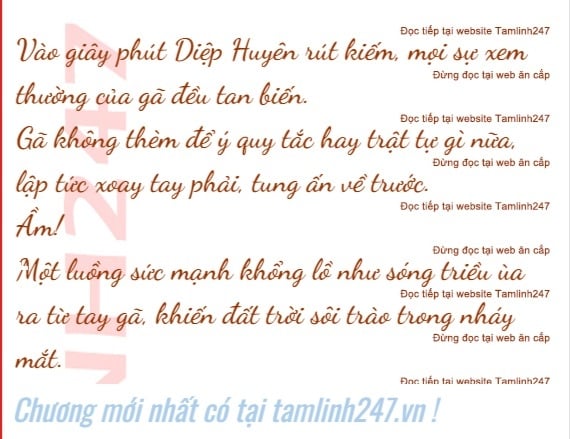 Đọc tiếp tại website Tamlinh247
Vào giây phút Diệp Huyên rút kiếm, mọi sự xem
Đừng đọc tại web ăn cắp
thường của gã đều tan biến.
Đọc tiếp tại website Tamlinh247
Gã không thèm để ý quy tắc hay trật tự gì nữa,
Đừng đọc tại web ăn cắp
lập tức xoay tay phải, tung ấn về trước.
Đọc tiếp tại website Tamlinh247
Ầm!
Đừng đọc tại web ăn cắp
Một luồng sức mạnh khổng lồ như sóng triều ùa
Đọc tiếp tại website Tamlinh247
ra từ tay gã, khiến đất trời sôi trào trong nháy
Đừng đọc tại web ăn cắp
mắt.
Đọc tiếp tại website Tamlinh247
NH247
Chương mới nhất có tại tamlinh247.vn !